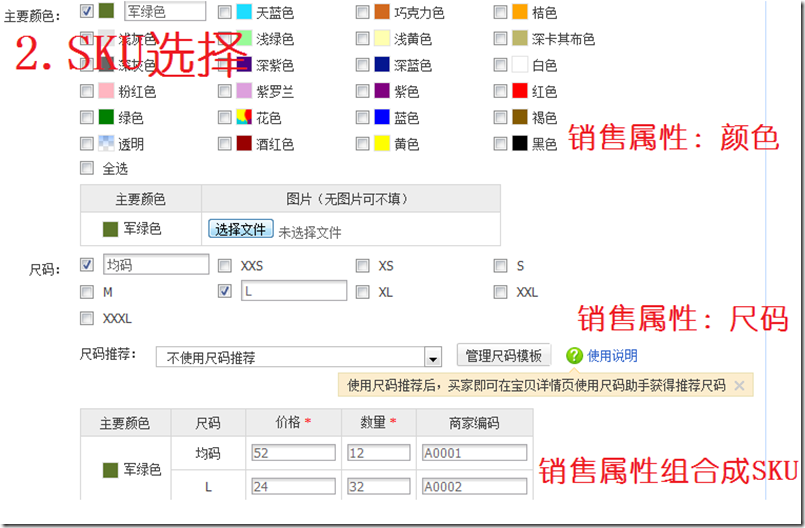 主要颜色： 军绿色 天蓝色 巧克力色 桔色
浅灰色 浅绿色 浅黄色 深卡其布色
2.SKU选择
深灰色 深紫色 深蓝色 白色
粉红色 紫罗兰 紫色 红色
绿色 花色 蓝色 褐色
透明 酒红色 黄色 黑色
销售属性：颜色
全选
主要颜色 图片（无图片可不填）
军绿色 选择文件 未选择文件
尺码： 均码 XXS XS S
M L XL XXL
XXXL
销售属性：尺码
尺码推荐： 不使用尺码推荐 管理尺码模板 ? 使用说明
使用尺码推荐后，买家即可在宝贝详情页使用尺码助手获得推荐尺码
主要颜色 尺码 价格 * 数量 * 商家编码
军绿色 均码 52 12 A0001
L 24 32 A0002
销售属性组合成SKU